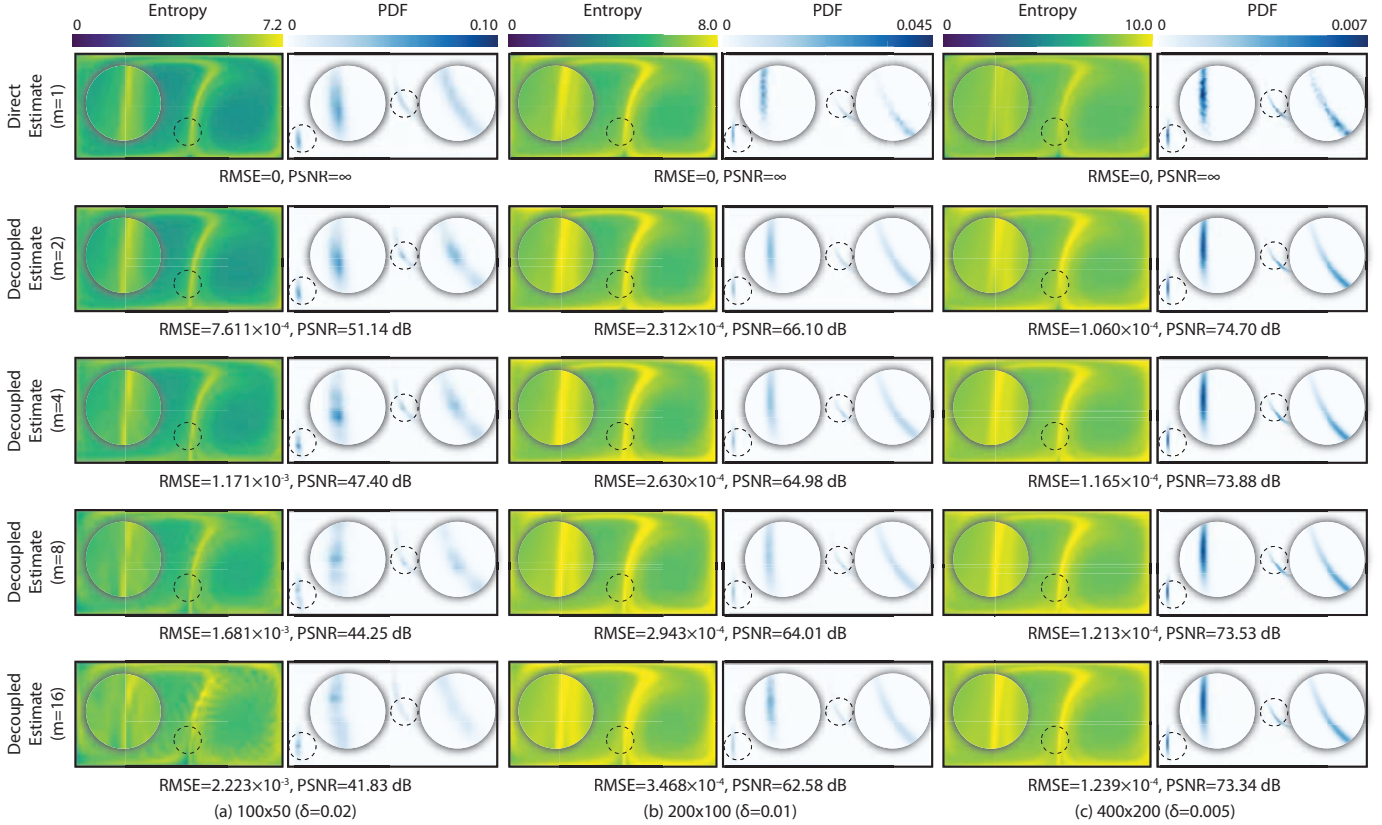 Entropy PDF Entropy PDF Entropy PDF
0 7.2 0 0.10 0 8.0 0 0.045 0 10.0 0 0.007
Direct
Estimate
(m=1)
RMSE=0, PSNR=∞ RMSE=0, PSNR=∞ RMSE=0, PSNR=∞
Decoupled
Estimate
(m=2)
RMSE=7.611×10⁻⁴, PSNR=51.14 dB RMSE=2.312×10⁻⁴, PSNR=66.10 dB RMSE=1.060×10⁻⁴, PSNR=74.70 dB
Decoupled
Estimate
(m=4)
RMSE=1.171×10⁻³, PSNR=47.40 dB RMSE=2.630×10⁻⁴, PSNR=64.98 dB RMSE=1.165×10⁻⁴, PSNR=73.88 dB
Decoupled
Estimate
(m=8)
RMSE=1.681×10⁻³, PSNR=44.25 dB RMSE=2.943×10⁻⁴, PSNR=64.01 dB RMSE=1.213×10⁻⁴, PSNR=73.53 dB
Decoupled
Estimate
(m=16)
RMSE=2.223×10⁻³, PSNR=41.83 dB RMSE=3.468×10⁻⁴, PSNR=62.58 dB RMSE=1.239×10⁻⁴, PSNR=73.34 dB
(a) 100x50 (δ=0.02) (b) 200x100 (δ=0.01) (c) 400x200 (δ=0.005)